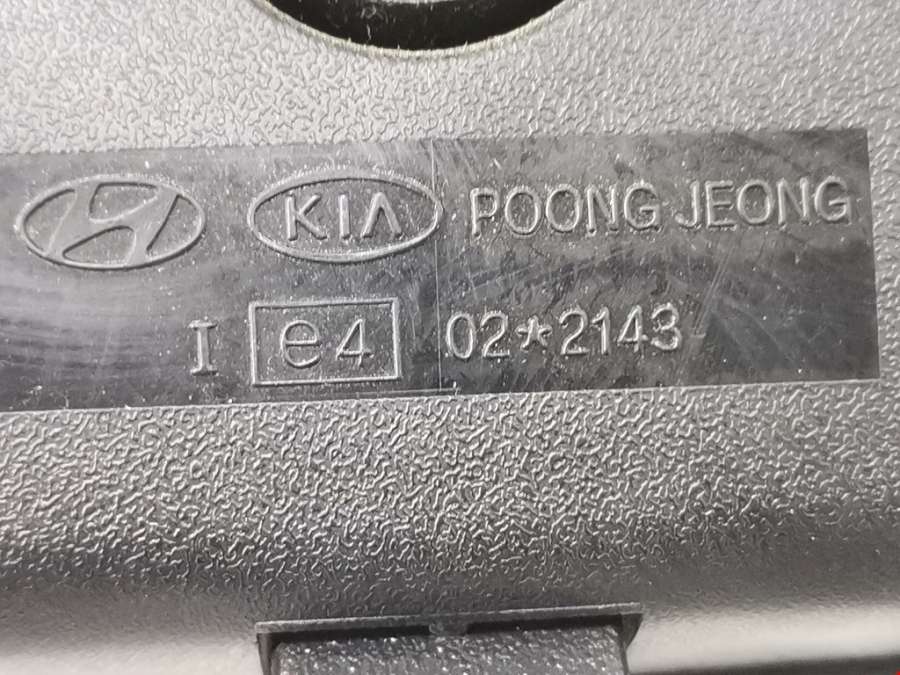 KIA POONG JEONG
I e4 02*2143